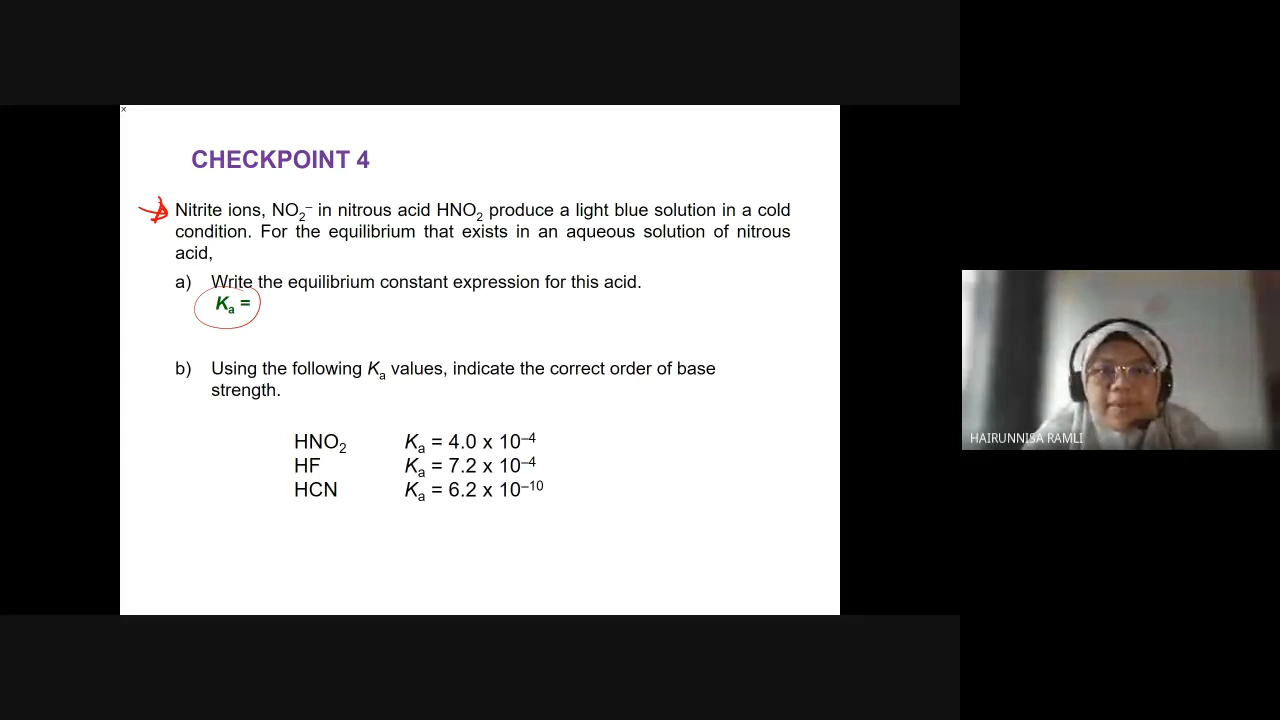 CHECKPOINT 4
Nitrite ions, NO₂⁻ in nitrous acid HNO₂ produce a light blue solution in a cold
condition. For the equilibrium that exists in an aqueous solution of nitrous
acid,
a) Write the equilibrium constant expression for this acid.
Kₐ =
b) Using the following Kₐ values, indicate the correct order of base
strength.
HNO₂ Kₐ = 4.0 x 10⁻⁴
HF Kₐ = 7.2 x 10⁻⁴
HCN Kₐ = 6.2 x 10⁻¹⁰
HAIRUNNISA RAMLI